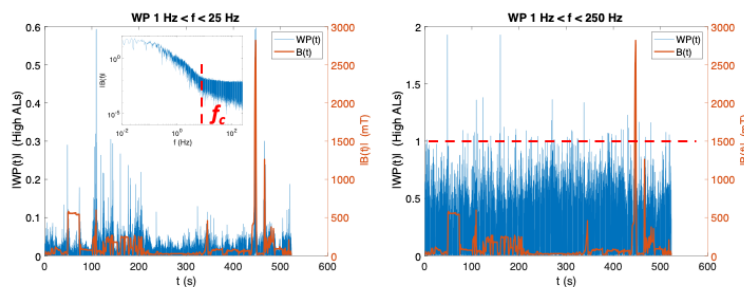 WP 1 Hz < f < 25 Hz
0.6
0.5
0.4
0.3
0.2
0.1
0
|WP(t)| (High ALs)
3000
2500
2000
1500
1000
500
0
|B(t)| (mT)
WP(t)
B(t)
|B(f)|
10^0
10^-5
10^-2
10^0
10^2
f (Hz)
f_c
0 100 200 300 400 500 600
t (s)
WP 1 Hz < f < 250 Hz
2
1.5
1
0.5
0
|WP(t)| (High ALs)
3000
2500
2000
1500
1000
500
0
(mT)
WP(t)
B(t)
0 100 200 300 400 500 600
t (s)